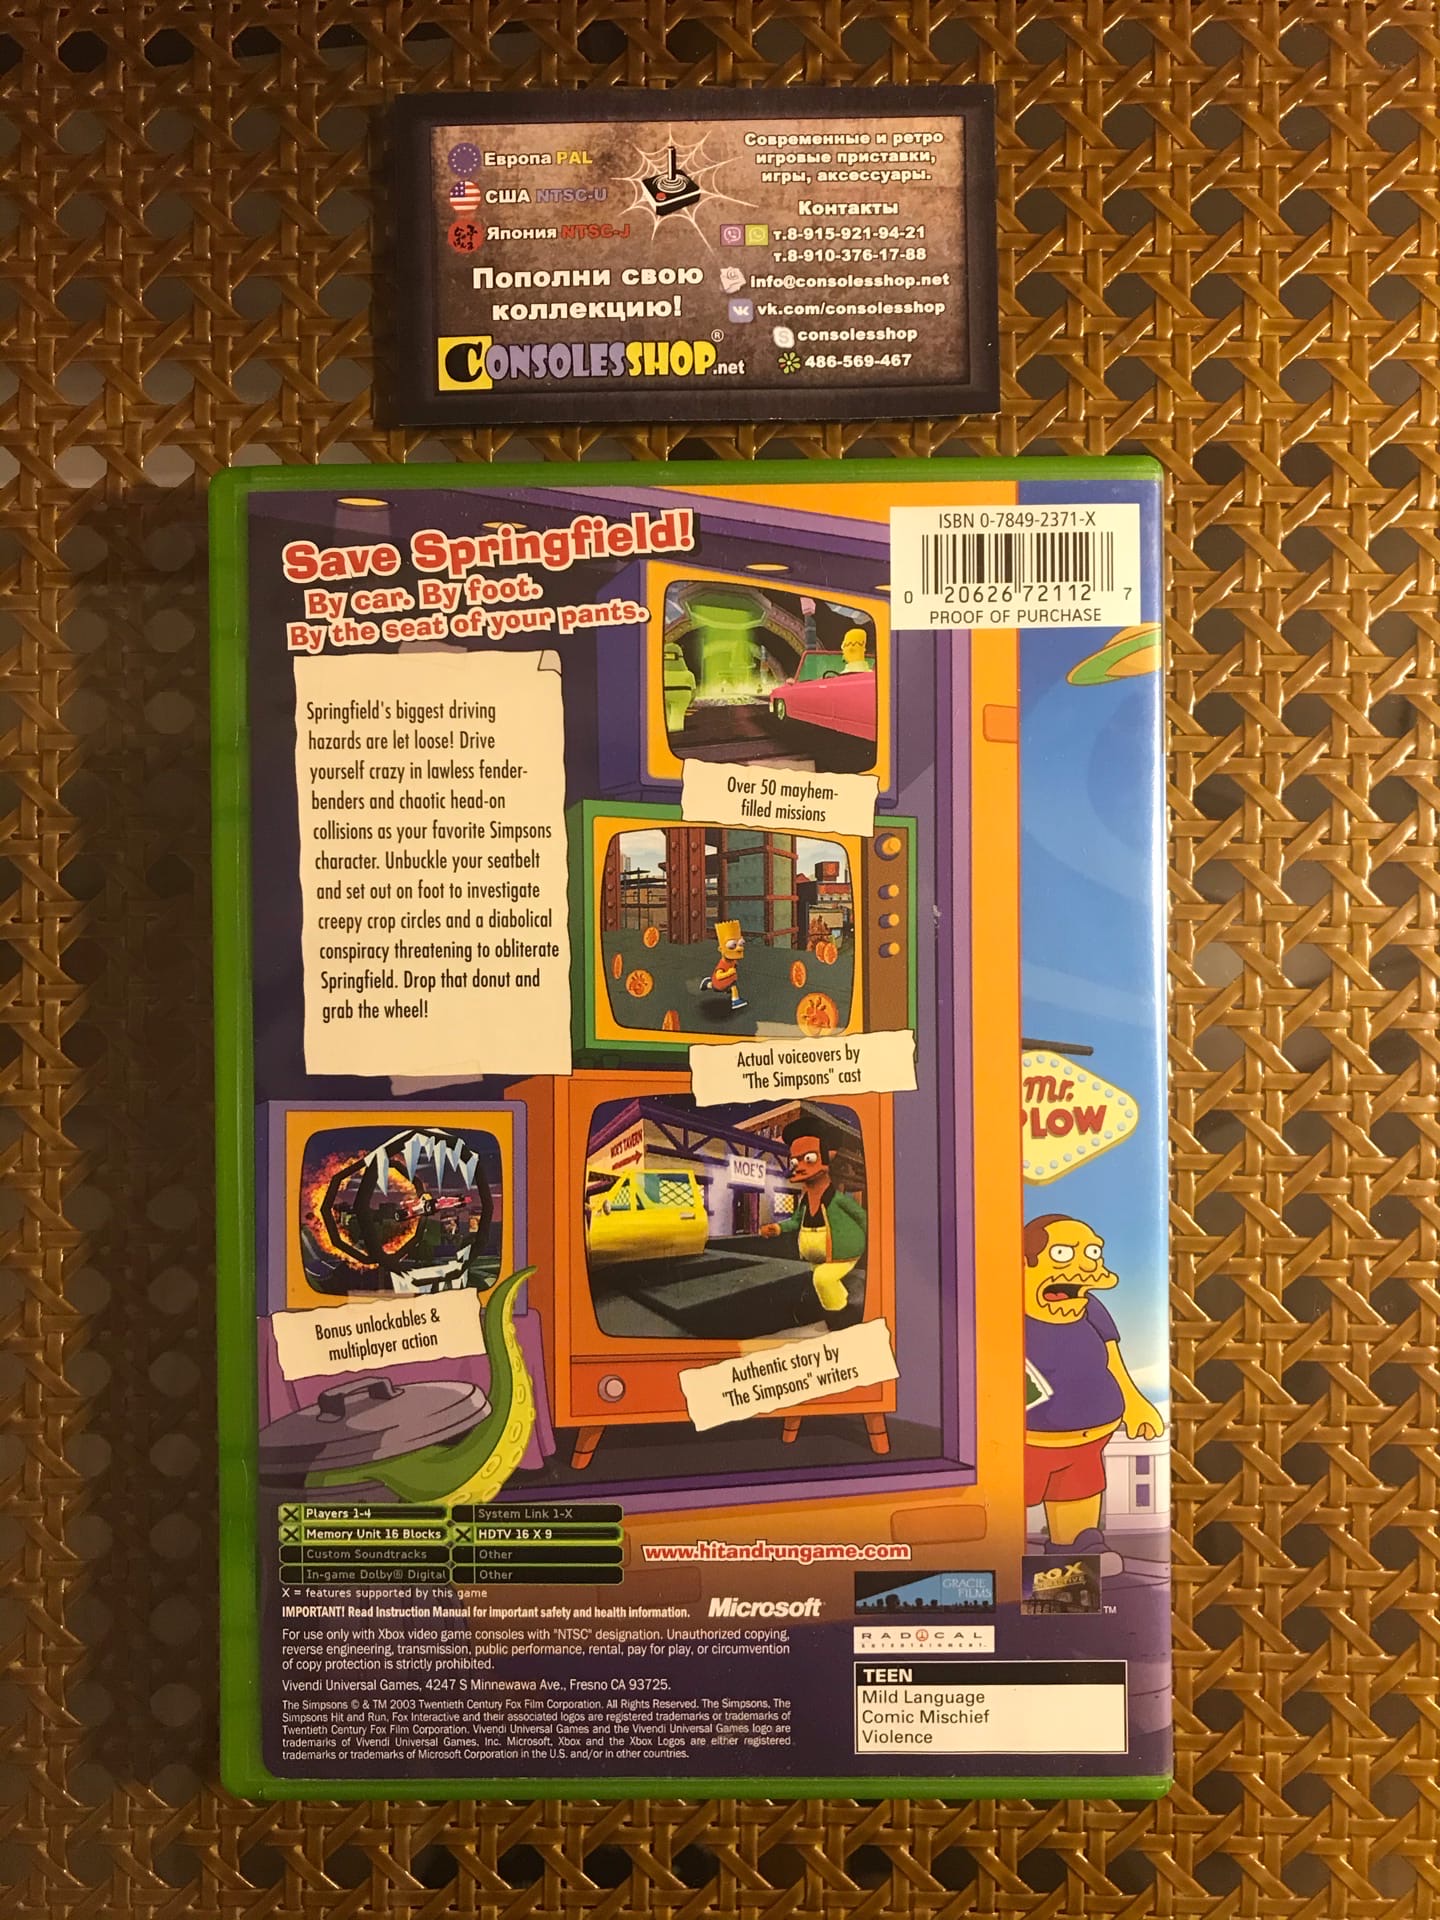 Европа PAL
США NTSC-U
Япония NTSC-J
Пополни свою
коллекцию!
CONSOLESSHOP.net
®
Современные и ретро
игровые приставки,
игры, аксессуары.
Контакты
т.8-915-921-94-21
т.8-910-376-17-88
info@consolesshop.net
vk.com/consolesshop
consolesshop
486-569-467
Save Springfield!
By car. By foot.
By the seat of your pants.
ISBN 0-7849-2371-X
0 20626 72112 7
PROOF OF PURCHASE
Springfield's biggest driving
hazards are let loose! Drive
yourself crazy in lawless fender-
benders and chaotic head-on
collisions as your favorite Simpsons
character. Unbuckle your seatbelt
and set out on foot to investigate
creepy crop circles and a diabolical
conspiracy threatening to obliterate
Springfield. Drop that donut and
grab the wheel!
Over 50 mayhem-
filled missions
Actual voiceovers by
"The Simpsons" cast
MOE'S TAVERN
MOE'S
Authentic story by
"The Simpsons" writers
Bonus unlockables &
multiplayer action
Mr.
PLOW
Players 1-4
System Link 1-X
Memory Unit 16 Blocks
HDTV 16 X 9
Custom Soundtracks
Other
In-game Dolby® Digital
Other
X = features supported by this game
www.hitandrungame.com
IMPORTANT! Read Instruction Manual for important safety and health information.
Microsoft
GRACIE
FILMS
FOX
INTERACTIVE
TM
For use only with Xbox video game consoles with "NTSC" designation. Unauthorized copying,
reverse engineering, transmission, public performance, rental, pay for play, or circumvention
of copy protection is strictly prohibited.
RADICAL
ENTERTAINMENT
Vivendi Universal Games, 4247 S Minnewawa Ave., Fresno CA 93725.
The Simpsons © & TM 2003 Twentieth Century Fox Film Corporation. All Rights Reserved. The Simpsons, The
Simpsons Hit and Run, Fox Interactive and their associated logos are registered trademarks or trademarks of
Twentieth Century Fox Film Corporation. Vivendi Universal Games and the Vivendi Universal Games logo are
trademarks of Vivendi Universal Games, Inc. Microsoft, Xbox and the Xbox Logos are either registered
trademarks or trademarks of Microsoft Corporation in the U.S. and/or in other countries.
TEEN
Mild Language
Comic Mischief
Violence